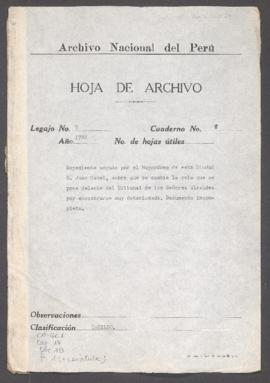 Archivo Nacional del Perú
HOJA DE ARCHIVO
Legajo No. Cuaderno No.
Año 17 No. de hojas útiles
Expediente seguido por el Mayordomo de esta Ciudad
D. Juan , sobre que se cambie la vela que se
pone delante del Tribunal de los Señores Alcaldes
por encontrarse muy deteriorada. Documento incom-
pleto.
Observaciones
Clasificación CABILDO.